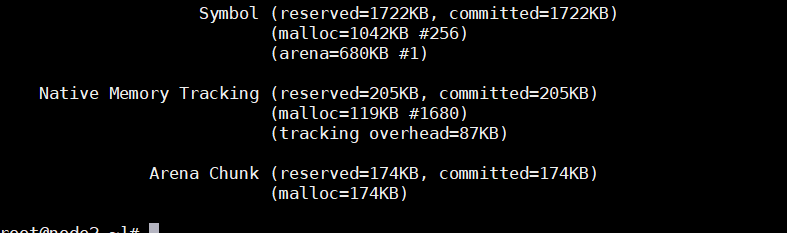 Symbol (reserved=1722KB, committed=1722KB)
(malloc=1042KB #256)
(arena=680KB #1)
Native Memory Tracking (reserved=205KB, committed=205KB)
(malloc=119KB #1680)
(tracking overhead=87KB)
Arena Chunk (reserved=174KB, committed=174KB)
(malloc=174KB)
root@node2 ~]#